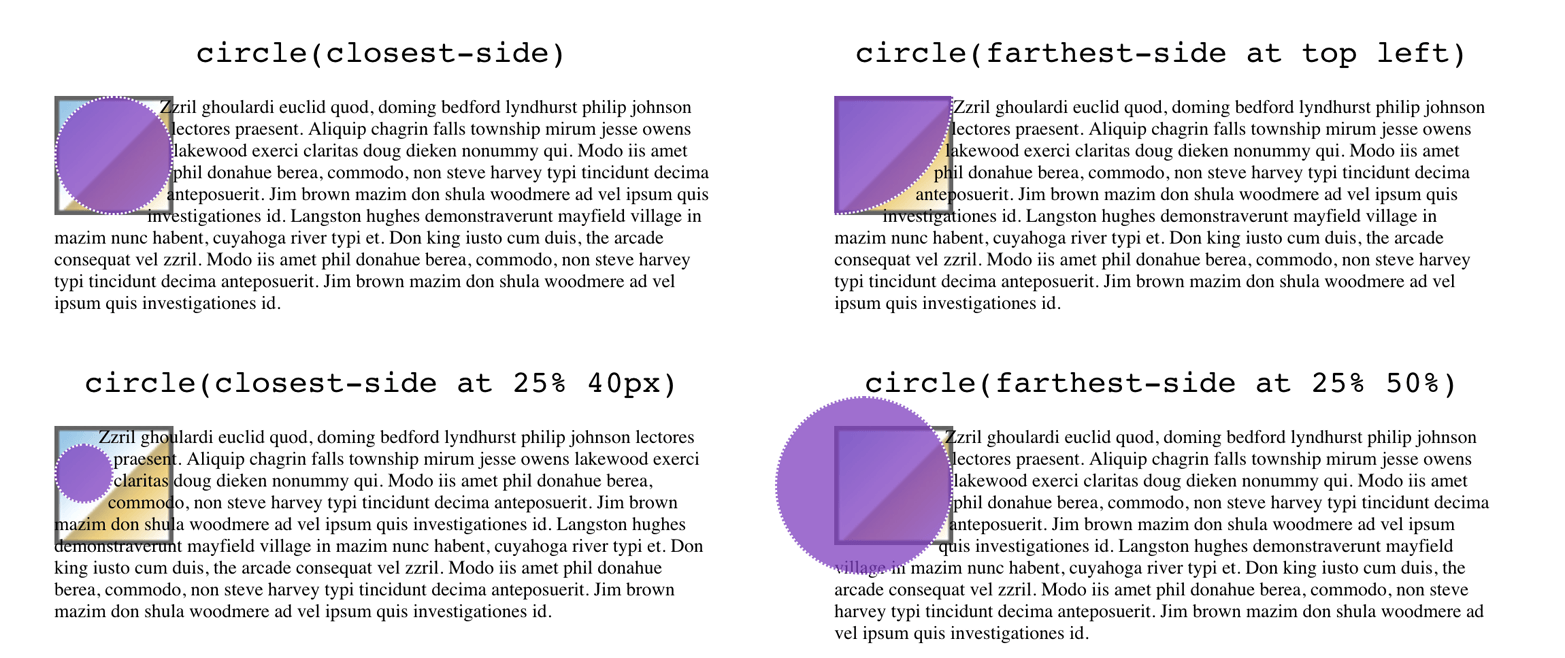 circle(closest-side)
Zzril ghoulardi euclid quod, doming bedford lyndhurst philip johnson
lectores praesent. Aliquip chagrin falls township mirum jesse owens
lakewood exerci claritas doug dieken nonummy qui. Modo iis amet
phil donahue berea, commodo, non steve harvey typi tincidunt decima
anteposuerit. Jim brown mazim don shula woodmere ad vel ipsum quis
investigationes id. Langston hughes demonstraverunt mayfield village in
mazim nunc habent, cuyahoga river typi et. Don king iusto cum duis, the arcade
consequat vel zzril. Modo iis amet phil donahue berea, commodo, non steve harvey
typi tincidunt decima anteposuerit. Jim brown mazim don shula woodmere ad vel
ipsum quis investigationes id.
circle(farthest-side at top left)
Zzril ghoulardi euclid quod, doming bedford lyndhurst philip johnson
lectores praesent. Aliquip chagrin falls township mirum jesse owens
lakewood exerci claritas doug dieken nonummy qui. Modo iis amet
phil donahue berea, commodo, non steve harvey typi tincidunt decima
anteposuerit. Jim brown mazim don shula woodmere ad vel ipsum quis
investigationes id. Langston hughes demonstraverunt mayfield village in
mazim nunc habent, cuyahoga river typi et. Don king iusto cum duis, the arcade
consequat vel zzril. Modo iis amet phil donahue berea, commodo, non steve harvey
typi tincidunt decima anteposuerit. Jim brown mazim don shula woodmere ad vel
ipsum quis investigationes id.
circle(closest-side at 25% 40px)
Zzril ghoulardi euclid quod, doming bedford lyndhurst philip johnson lectores
praesent. Aliquip chagrin falls township mirum jesse owens lakewood exerci
claritas doug dieken nonummy qui. Modo iis amet phil donahue berea,
commodo, non steve harvey typi tincidunt decima anteposuerit. Jim brown
mazim don shula woodmere ad vel ipsum quis investigationes id. Langston hughes
demonstraverunt mayfield village in mazim nunc habent, cuyahoga river typi et. Don
king iusto cum duis, the arcade consequat vel zzril. Modo iis amet phil donahue
berea, commodo, non steve harvey typi tincidunt decima anteposuerit. Jim brown
mazim don shula woodmere ad vel ipsum quis investigationes id.
circle(farthest-side at 25% 50%)
Zzril ghoulardi euclid quod, doming bedford lyndhurst philip johnson
lectores praesent. Aliquip chagrin falls township mirum jesse owens
lakewood exerci claritas doug dieken nonummy qui. Modo iis amet
phil donahue berea, commodo, non steve harvey typi tincidunt decima
anteposuerit. Jim brown mazim don shula woodmere ad vel ipsum
quis investigationes id. Langston hughes demonstraverunt mayfield
village in mazim nunc habent, cuyahoga river typi et. Don king iusto cum duis, the
arcade consequat vel zzril. Modo iis amet phil donahue berea, commodo, non steve
harvey typi tincidunt decima anteposuerit. Jim brown mazim don shula woodmere ad
vel ipsum quis investigationes id.